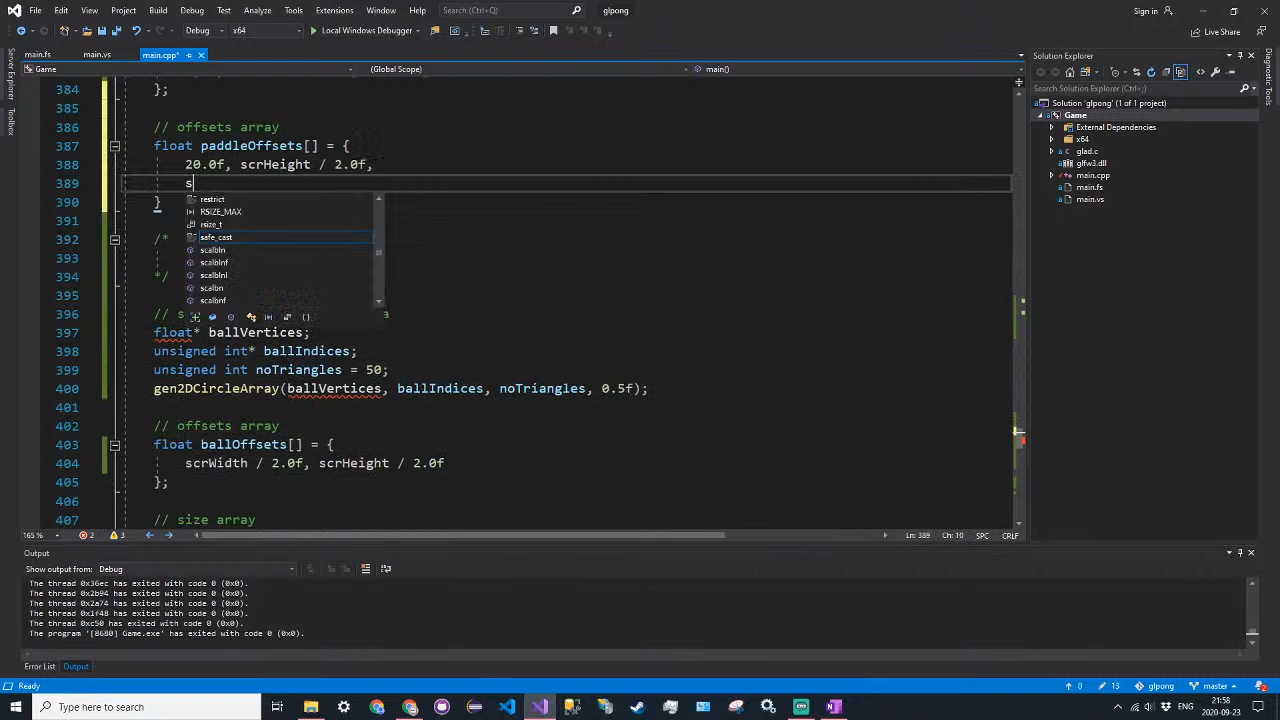 File Edit View Git Project Build Debug Test Analyze Tools Extensions Window Help Search (Ctrl+Q) glpong Sign in
Debug x64 Local Windows Debugger Live Share
main.fs main.vs main.cpp*
Game (Global Scope) main()
384 };
385
386 // offsets array
387 float paddleOffsets[] = {
388 20.0f, scrHeight / 2.0f,
389 s
390 }
391
392 /*
393
394 */
395
396 // s a
397 float* ballVertices;
398 unsigned int* ballIndices;
399 unsigned int noTriangles = 50;
400 gen2DCircleArray(ballVertices, ballIndices, noTriangles, 0.5f);
401
402 // offsets array
403 float ballOffsets[] = {
404 scrWidth / 2.0f, scrHeight / 2.0f
405 };
406
407 // size array
restrict
RSIZE_MAX
rsize_t
safe_cast
scalbln
scalblnf
scalblnl
scalbn
scalbnf
165 % 2 3 Ln: 389 Ch: 10 SPC CRLF
Output
Show output from: Debug
The thread 0x36ec has exited with code 0 (0x0).
The thread 0x2b94 has exited with code 0 (0x0).
The thread 0x2a74 has exited with code 0 (0x0).
The thread 0x1f48 has exited with code 0 (0x0).
The thread 0xc50 has exited with code 0 (0x0).
The program '[8680] Game.exe' has exited with code 0 (0x0).
Error List Output
Ready 0 13 glpong master 2
Server Explorer
Toolbox
Solution Explorer
Search Solution Explorer (Ctrl+;)
Solution 'glpong' (1 of 1 project)
Game
External Dependencies
x64
glad.c
glfw3.dll
main.cpp
main.fs
main.vs
Diagnostic Tools
Type here to search
ENG 21:58
2020-09-23